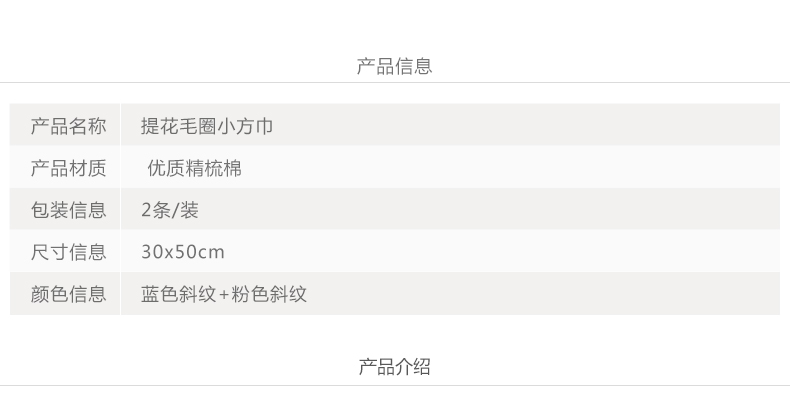 产品信息
产品名称 提花毛圈小方巾
产品材质 优质精梳棉
包装信息 2条/装
尺寸信息 30x50cm
颜色信息 蓝色斜纹+粉色斜纹
产品介绍